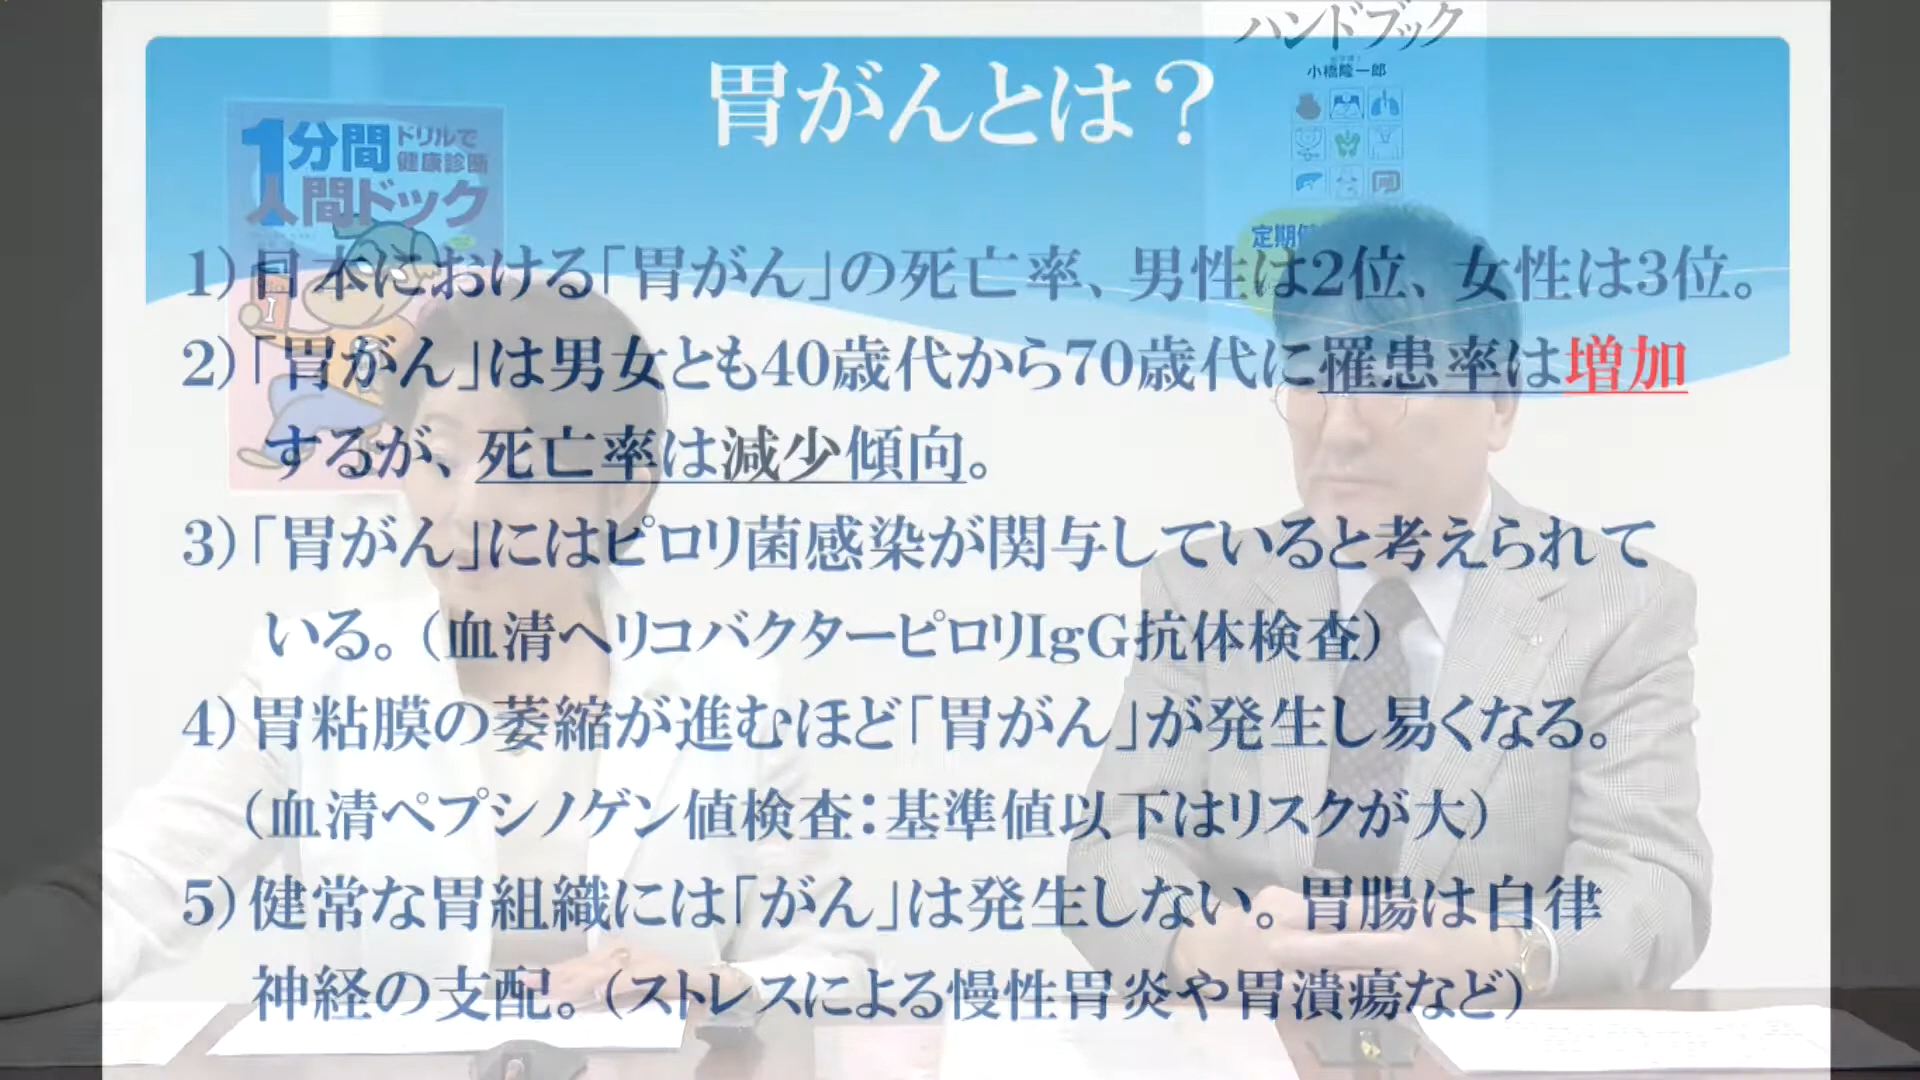 ハンドブック
小橋隆一郎
胃がんとは？
1分間
ドリルで
健康診断
人間ドック
定期健
1）日本における「胃がん」の死亡率、男性は2位、女性は3位。
2）「胃がん」は男女とも40歳代から70歳代に罹患率は増加
するが、死亡率は減少傾向。
3）「胃がん」にはピロリ菌感染が関与していると考えられて
いる。（血清ヘリコバクターピロリIgG抗体検査）
4）胃粘膜の萎縮が進むほど「胃がん」が発生し易くなる。
（血清ペプシノゲン値検査：基準値以下はリスクが大）
5）健常な胃組織には「がん」は発生しない。胃腸は自律
神経の支配。（ストレスによる慢性胃炎や胃潰瘍など）